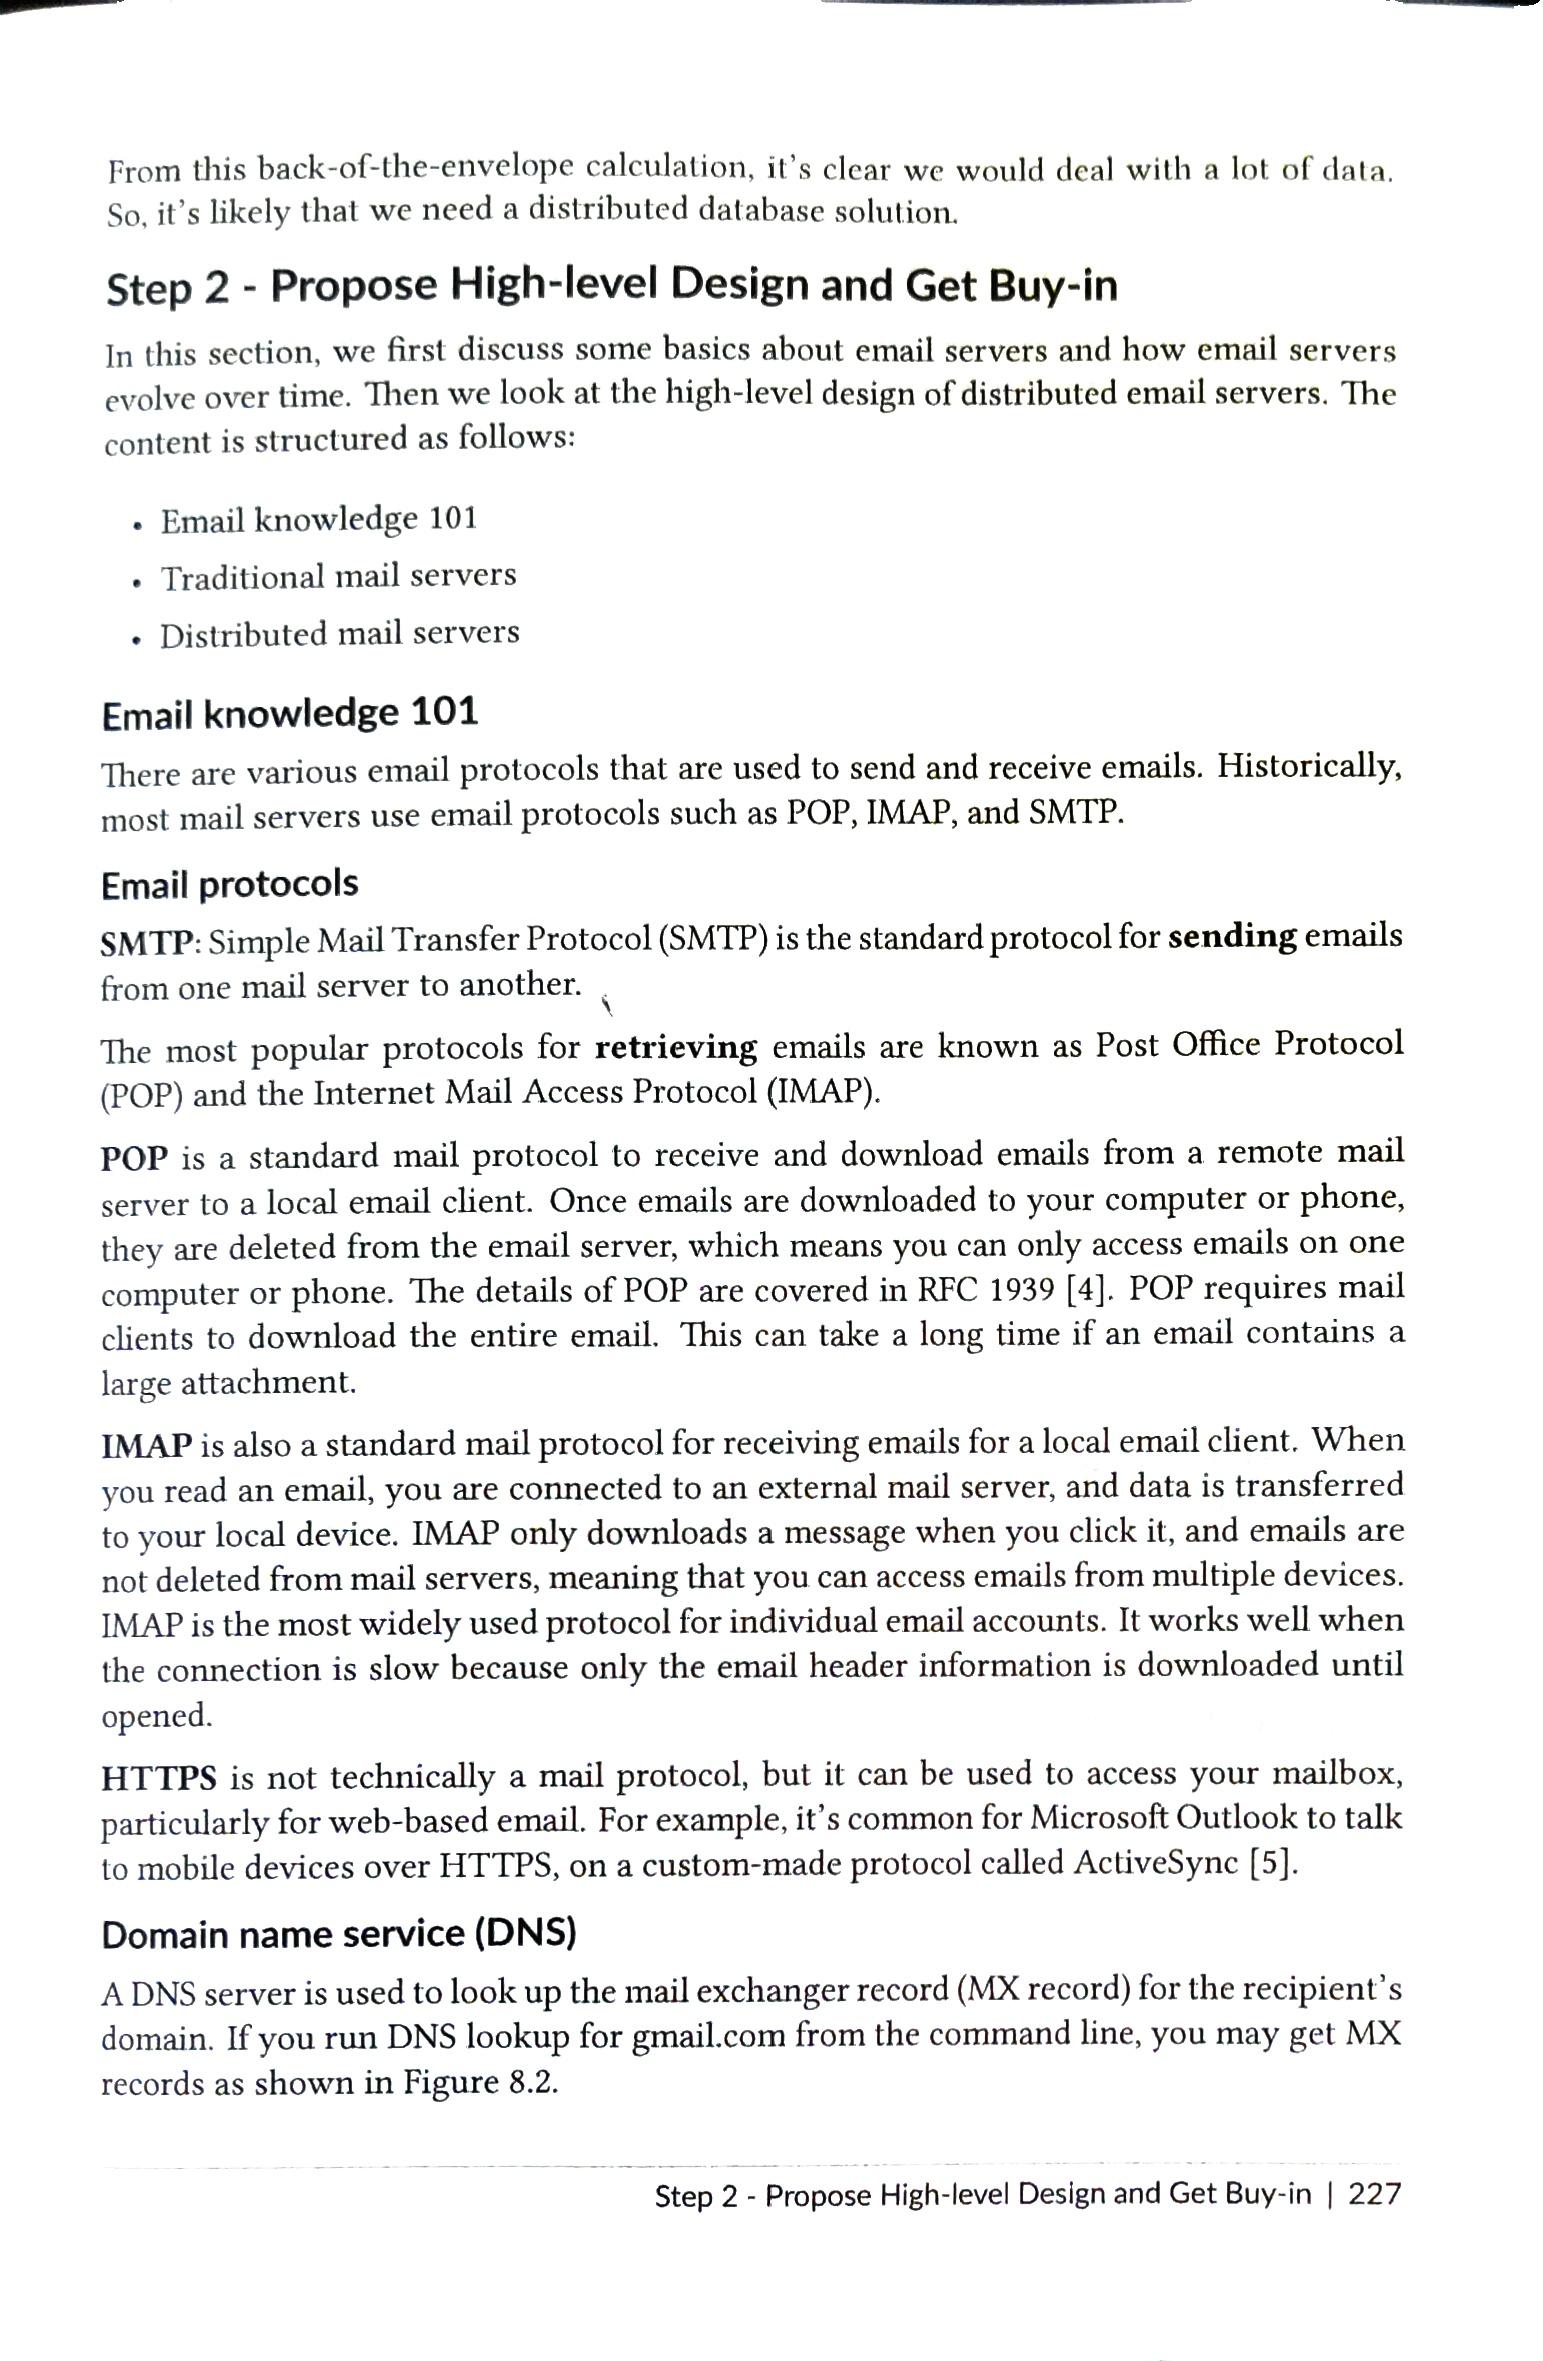 From this back-of-the-envelope calculation, it's clear we would deal with a lot of data.
So, it's likely that we need a distributed database solution.
Step 2 - Propose High-level Design and Get Buy-in
In this section, we first discuss some basics about email servers and how email servers
evolve over time. Then we look at the high-level design of distributed email servers. The
content is structured as follows:
• Email knowledge 101
• Traditional mail servers
• Distributed mail servers
Email knowledge 101
There are various email protocols that are used to send and receive emails. Historically,
most mail servers use email protocols such as POP, IMAP, and SMTP.
Email protocols
SMTP: Simple Mail Transfer Protocol (SMTP) is the standard protocol for sending emails
from one mail server to another.
The most popular protocols for retrieving emails are known as Post Office Protocol
(POP) and the Internet Mail Access Protocol (IMAP).
POP is a standard mail protocol to receive and download emails from a remote mail
server to a local email client. Once emails are downloaded to your computer or phone,
they are deleted from the email server, which means you can only access emails on one
computer or phone. The details of POP are covered in RFC 1939 [4]. POP requires mail
clients to download the entire email. This can take a long time if an email contains a
large attachment.
IMAP is also a standard mail protocol for receiving emails for a local email client. When
you read an email, you are connected to an external mail server, and data is transferred
to your local device. IMAP only downloads a message when you click it, and emails are
not deleted from mail servers, meaning that you can access emails from multiple devices.
IMAP is the most widely used protocol for individual email accounts. It works well when
the connection is slow because only the email header information is downloaded until
opened.
HTTPS is not technically a mail protocol, but it can be used to access your mailbox,
particularly for web-based email. For example, it's common for Microsoft Outlook to talk
to mobile devices over HTTPS, on a custom-made protocol called ActiveSync [5].
Domain name service (DNS)
A DNS server is used to look up the mail exchanger record (MX record) for the recipient's
domain. If you run DNS lookup for gmail.com from the command line, you may get MX
records as shown in Figure 8.2.
Step 2 - Propose High-level Design and Get Buy-in | 227